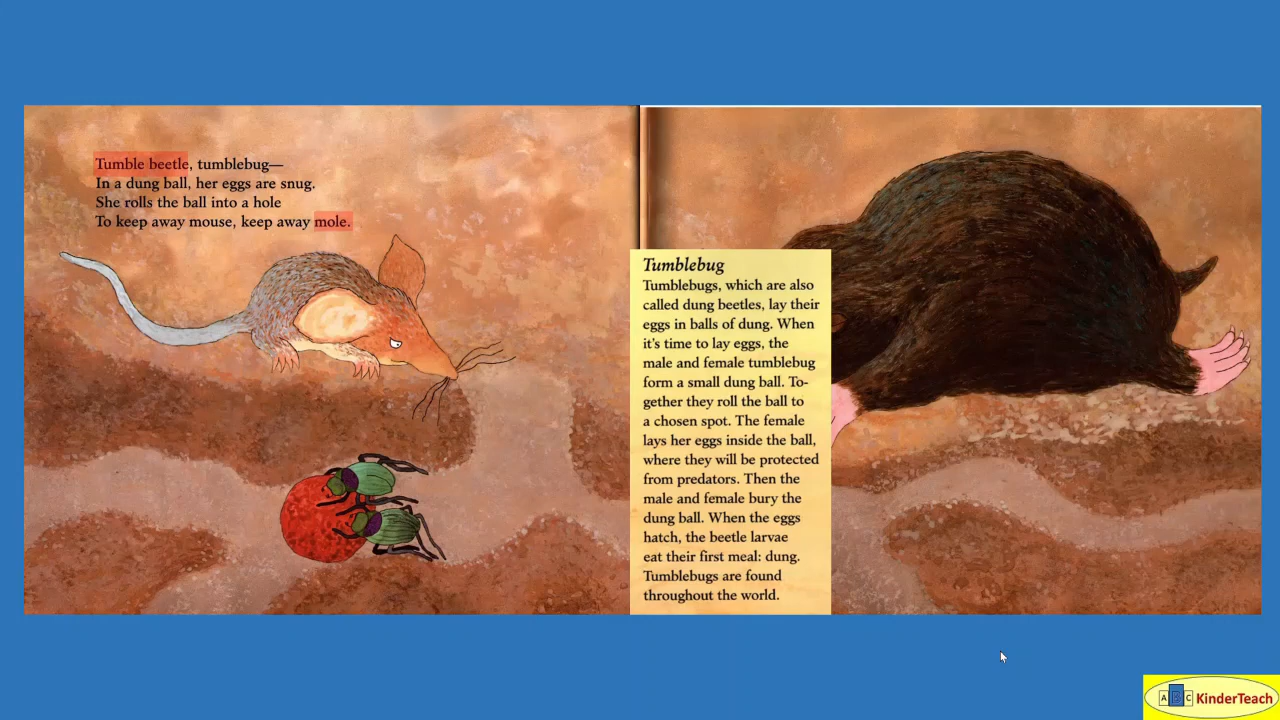 Tumble beetle, tumblebug—
In a dung ball, her eggs are snug.
She rolls the ball into a hole
To keep away mouse, keep away mole.
Tumblebug
Tumblebugs, which are also
called dung beetles, lay their
eggs in balls of dung. When
it's time to lay eggs, the
male and female tumblebug
form a small dung ball. To-
gether they roll the ball to
a chosen spot. The female
lays her eggs inside the ball,
where they will be protected
from predators. Then the
male and female bury the
dung ball. When the eggs
hatch, the beetle larvae
eat their first meal: dung.
Tumblebugs are found
throughout the world.
ABC KinderTeach